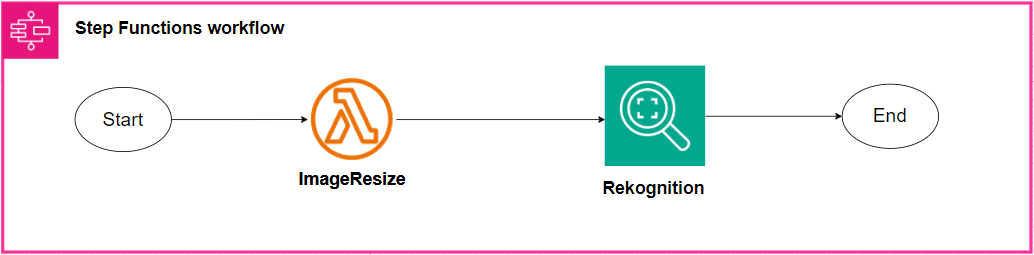 Step Functions workflow
Start
ImageResize
Rekognition
End